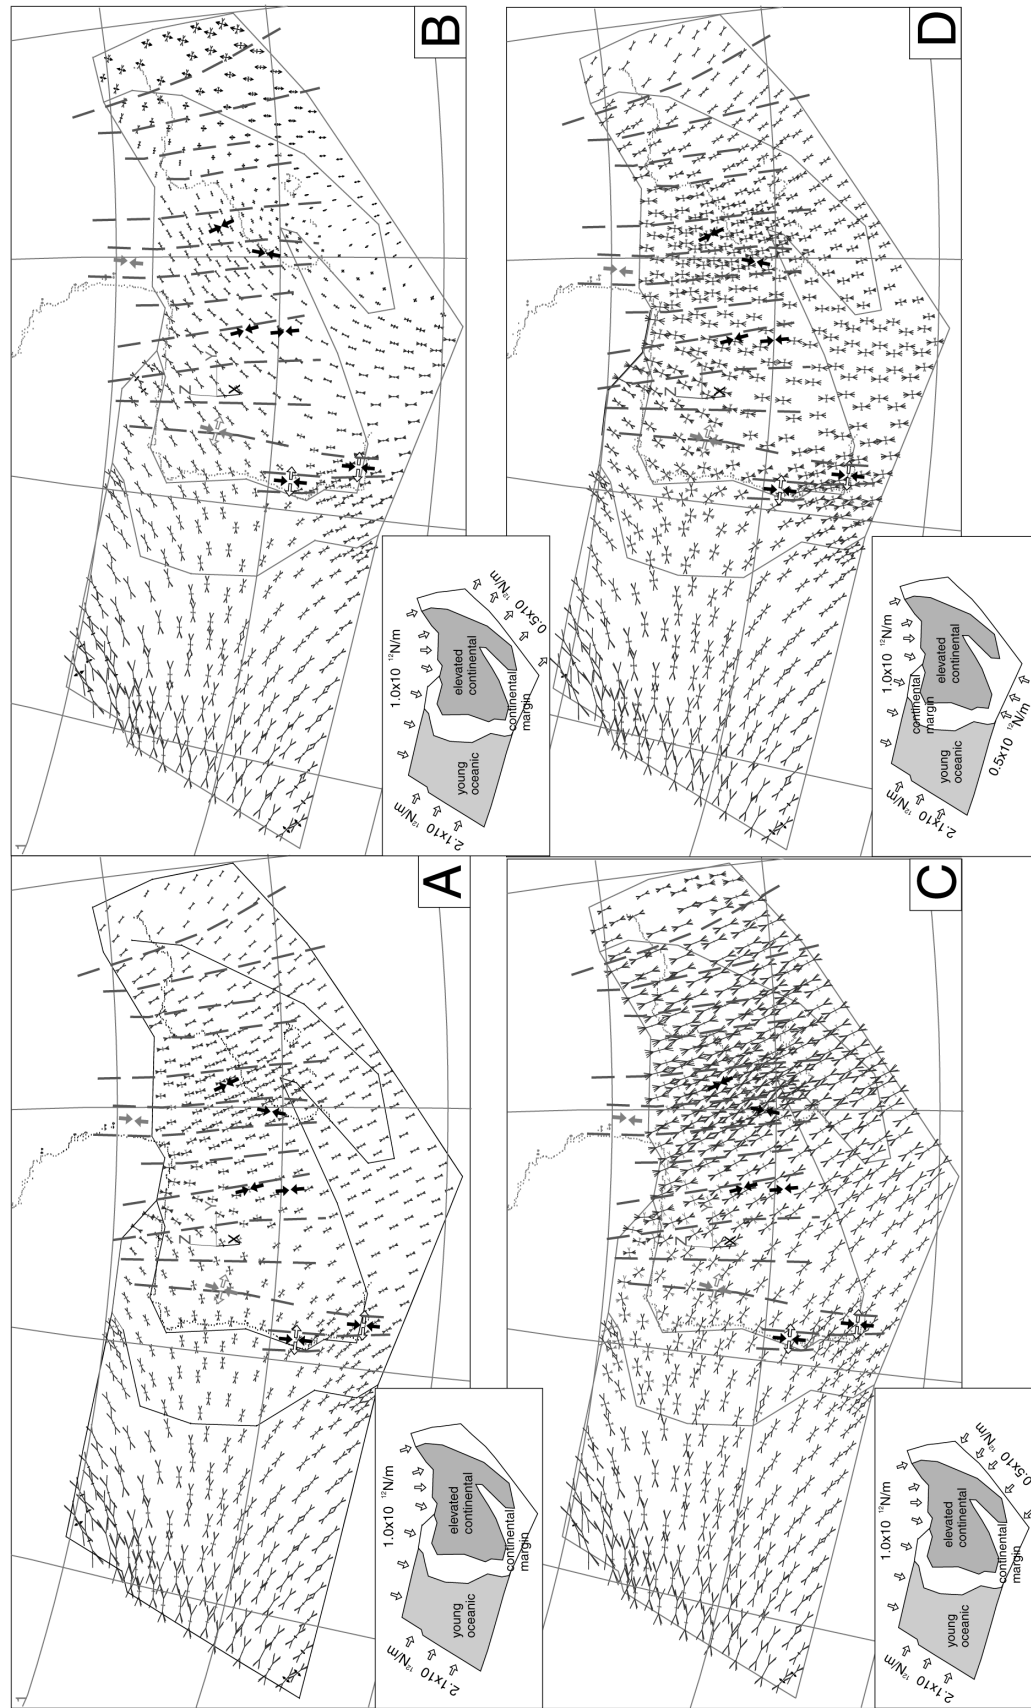 B
1
1.0x10 12N/m
elevated
continental
young
oceanic
continental
margin
2.1x10 12N/m
0.5x10 12N/m
Z
Y
X
D
1.0x10 12N/m
continental
margin
elevated
continental
young
oceanic
2.1x10 12N/m
0.5x10 12N/m
Z
X
A
1
1.0x10 12N/m
elevated
continental
young
oceanic
continental
margin
2.1x10 12N/m
Z
Y
X
C
1.0x10 12N/m
elevated
continental
young
oceanic
continental
margin
2.1x10 12N/m
0.5x10 12N/m
Z
X